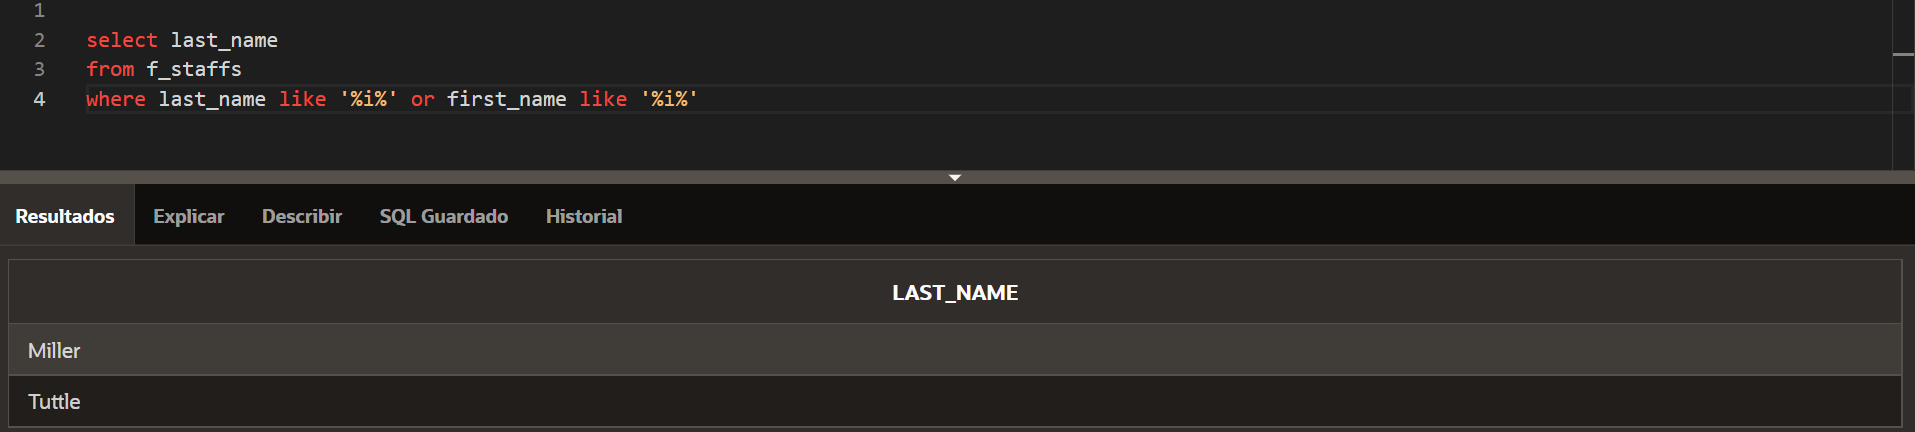 1
2 select last_name
3 from f_staffs
4 where last_name like '%i%' or first_name like '%i%'
Resultados Explicar Describir SQL Guardado Historial
LAST_NAME
Miller
Tuttle